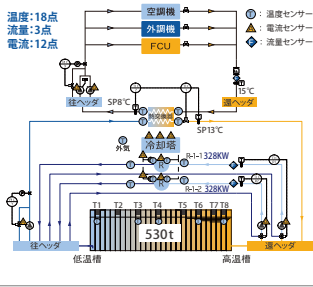 温度:18点
流量:3点
電流:12点
空調機
外調機
FCU
T :温度センサー
A :電流センサー
F :流量センサー
往ヘッダ
SP8℃
15℃
還ヘッダ
熱交換器
SP13℃
冷却塔
T
外気
R
R-1-1 328KW
R
R-1-2 328KW
T1 T2 T3 T4 T5 T6 T7 T8
530t
往ヘッダ
還ヘッダ
低温槽
高温槽